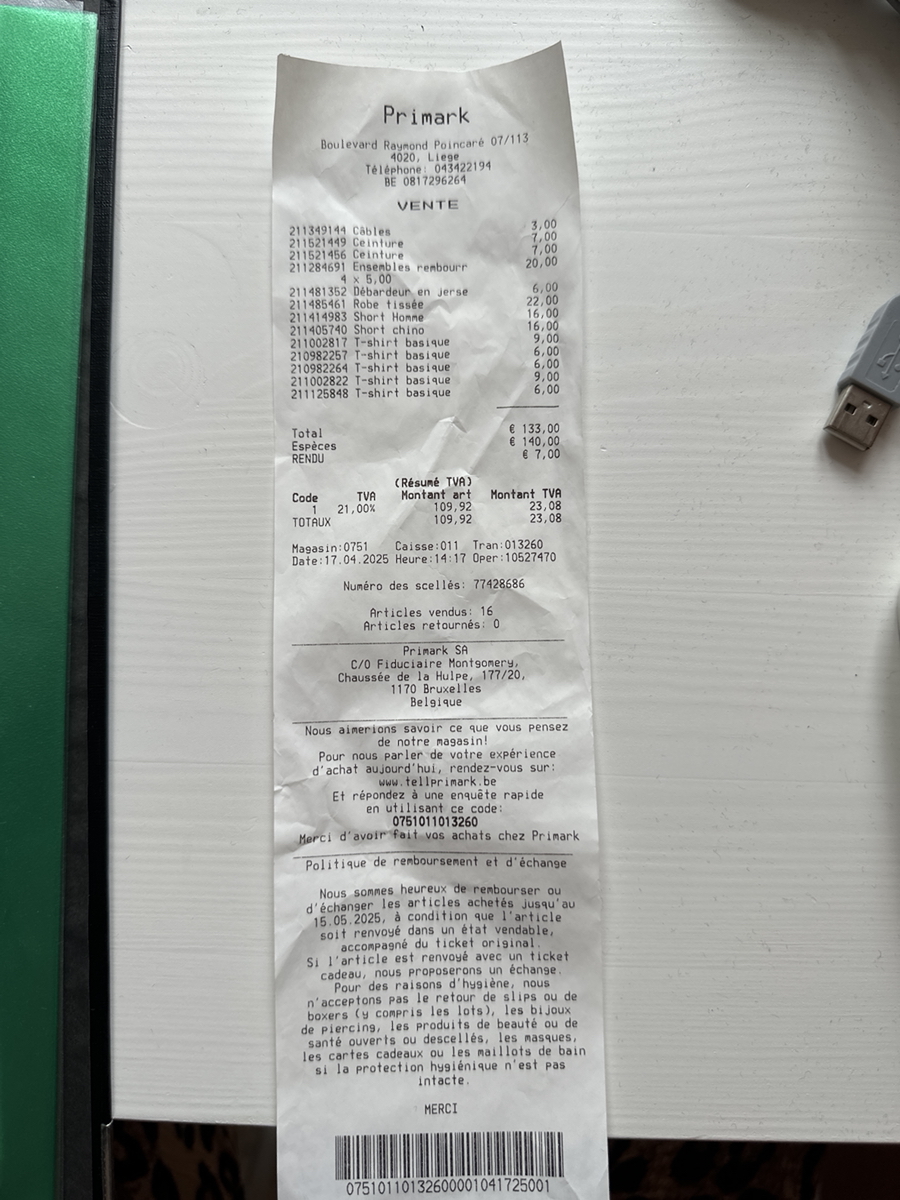 Primark
Boulevard Raymond Poincaré 07/113
4020, Liege
Téléphone: 043422194
BE 0817296264
VENTE
211349144 Câbles 3,00
211521449 Ceinture 7,00
211521456 Ceinture 7,00
211284691 Ensembles rembourr 20,00
4 x 5,00
211481352 Débardeur en jerse 6,00
211485461 Robe tissée 22,00
211414983 Short Homme 16,00
211405740 Short chino 16,00
211002817 T-shirt basique 9,00
210982257 T-shirt basique 6,00
210982264 T-shirt basique 6,00
211002822 T-shirt basique 9,00
211125848 T-shirt basique 6,00
Total € 133,00
Espèces € 140,00
RENDU € 7,00
(Résumé TVA)
Code TVA Montant art Montant TVA
1 21,00% 109,92 23,08
TOTAUX 109,92 23,08
Magasin:0751 Caisse:011 Tran:013260
Date:17.04.2025 Heure:14:17 Oper:10527470
Numéro des scellés: 77428686
Articles vendus: 16
Articles retournés: 0
Primark SA
C/O Fiduciaire Montgomery,
Chaussée de la Hulpe, 177/20,
1170 Bruxelles
Belgique
Nous aimerions savoir ce que vous pensez
de notre magasin!
Pour nous parler de votre expérience
d'achat aujourd'hui, rendez-vous sur:
www.tellprimark.be
Et répondez à une enquête rapide
en utilisant ce code:
0751011013260
Merci d'avoir fait vos achats chez Primark
Politique de remboursement et d'échange
Nous sommes heureux de rembourser ou
d'échanger les articles achetés jusqu'au
15.05.2025, à condition que l'article
soit renvoyé dans un état vendable,
accompagné du ticket original.
Si l'article est renvoyé avec un ticket
cadeau, nous proposerons un échange.
Pour des raisons d'hygiène, nous
n'acceptons pas le retour de slips ou de
boxers (y compris les lots), les bijoux
de piercing, les produits de beauté ou de
santé ouverts ou descellés, les masques,
les cartes cadeaux ou les maillots de bain
si la protection hygiénique n'est pas
intacte.
MERCI
07510110132600001041725001